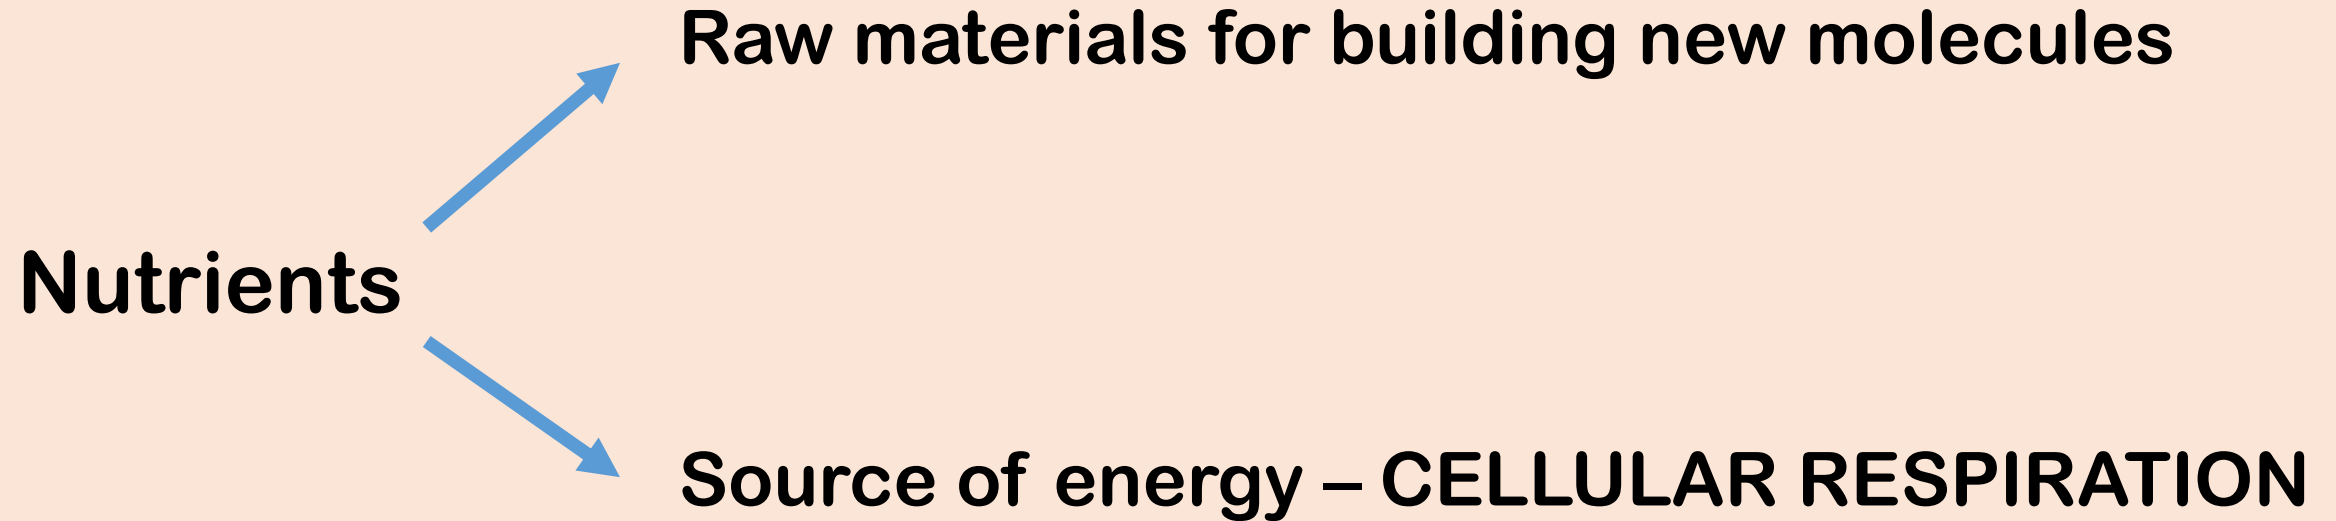 Raw materials for building new molecules
Nutrients
Source of energy – CELLULAR RESPIRATION